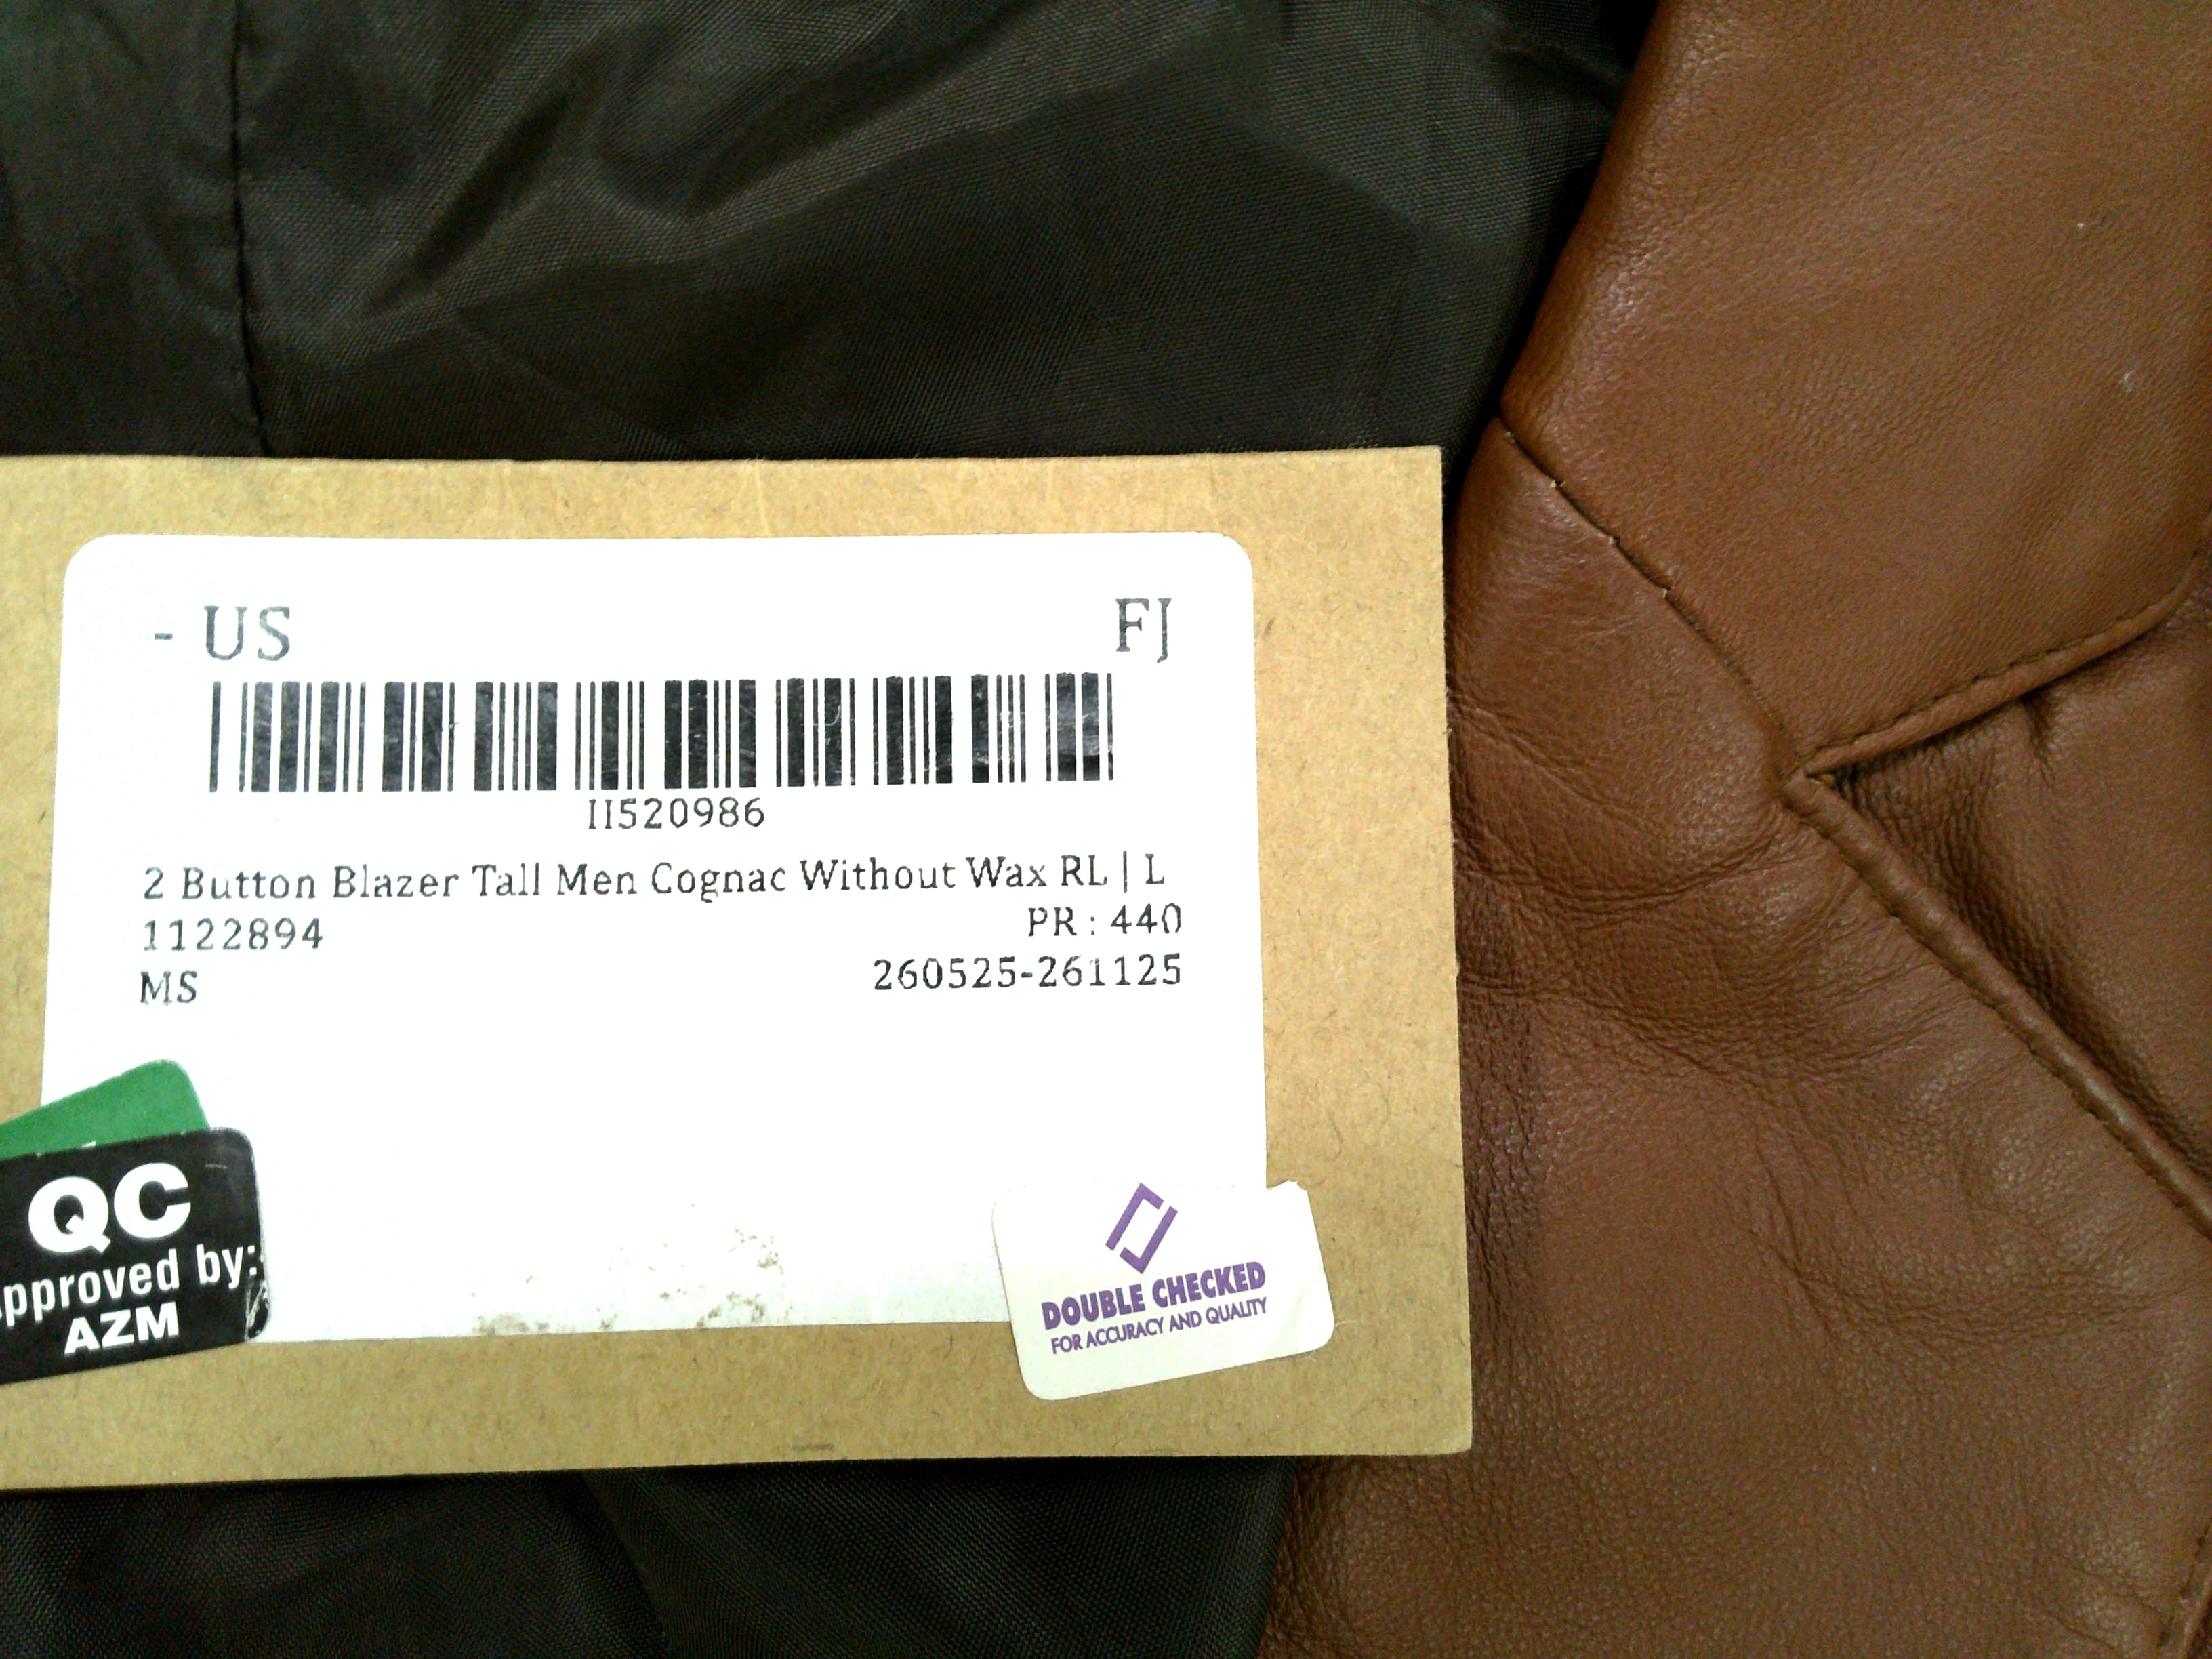 - US FJ
II520986
2 Button Blazer Tall Men Cognac Without Wax RL | L
1122894 PR : 440
MS 260525-261125
QC
pproved by:
AZM
DOUBLE CHECKED
FOR ACCURACY AND QUALITY